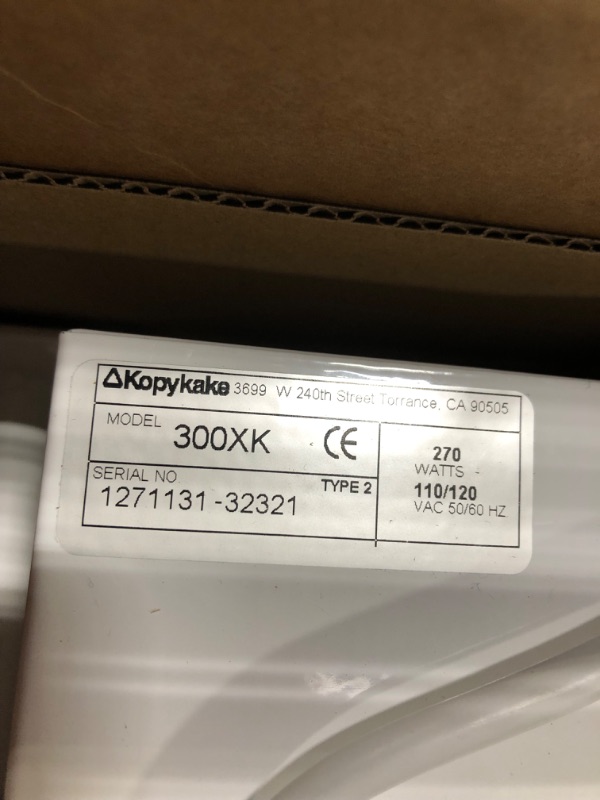 Kopykake 3699 W 240th Street Torrance, CA 90505
MODEL 300XK CE
SERIAL NO TYPE 2
1271131-32321
270
WATTS
110/120
VAC 50/60 HZ